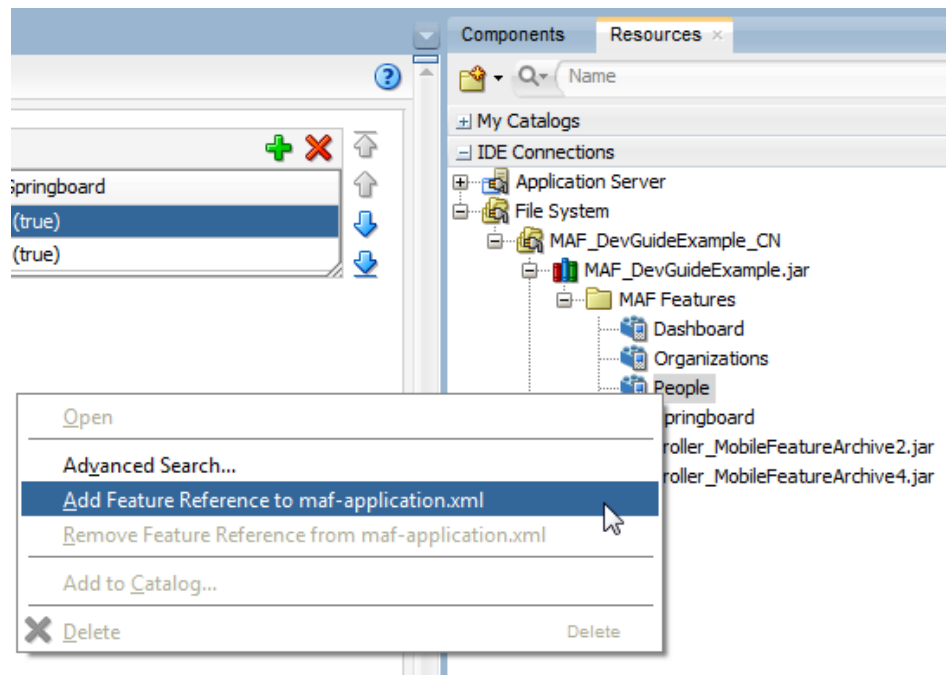 Components
Resources
Name
My Catalogs
IDE Connections
Springboard
Application Server
(true)
File System
(true)
MAF_DevGuideExample_CN
MAF_DevGuideExample.jar
MAF Features
Dashboard
Organizations
People
pringboard
roller_MobileFeatureArchive2.jar
roller_MobileFeatureArchive4.jar
Open
Advanced Search...
Add Feature Reference to maf-application.xml
Remove Feature Reference from maf-application.xml
Add to Catalog...
Delete Delete